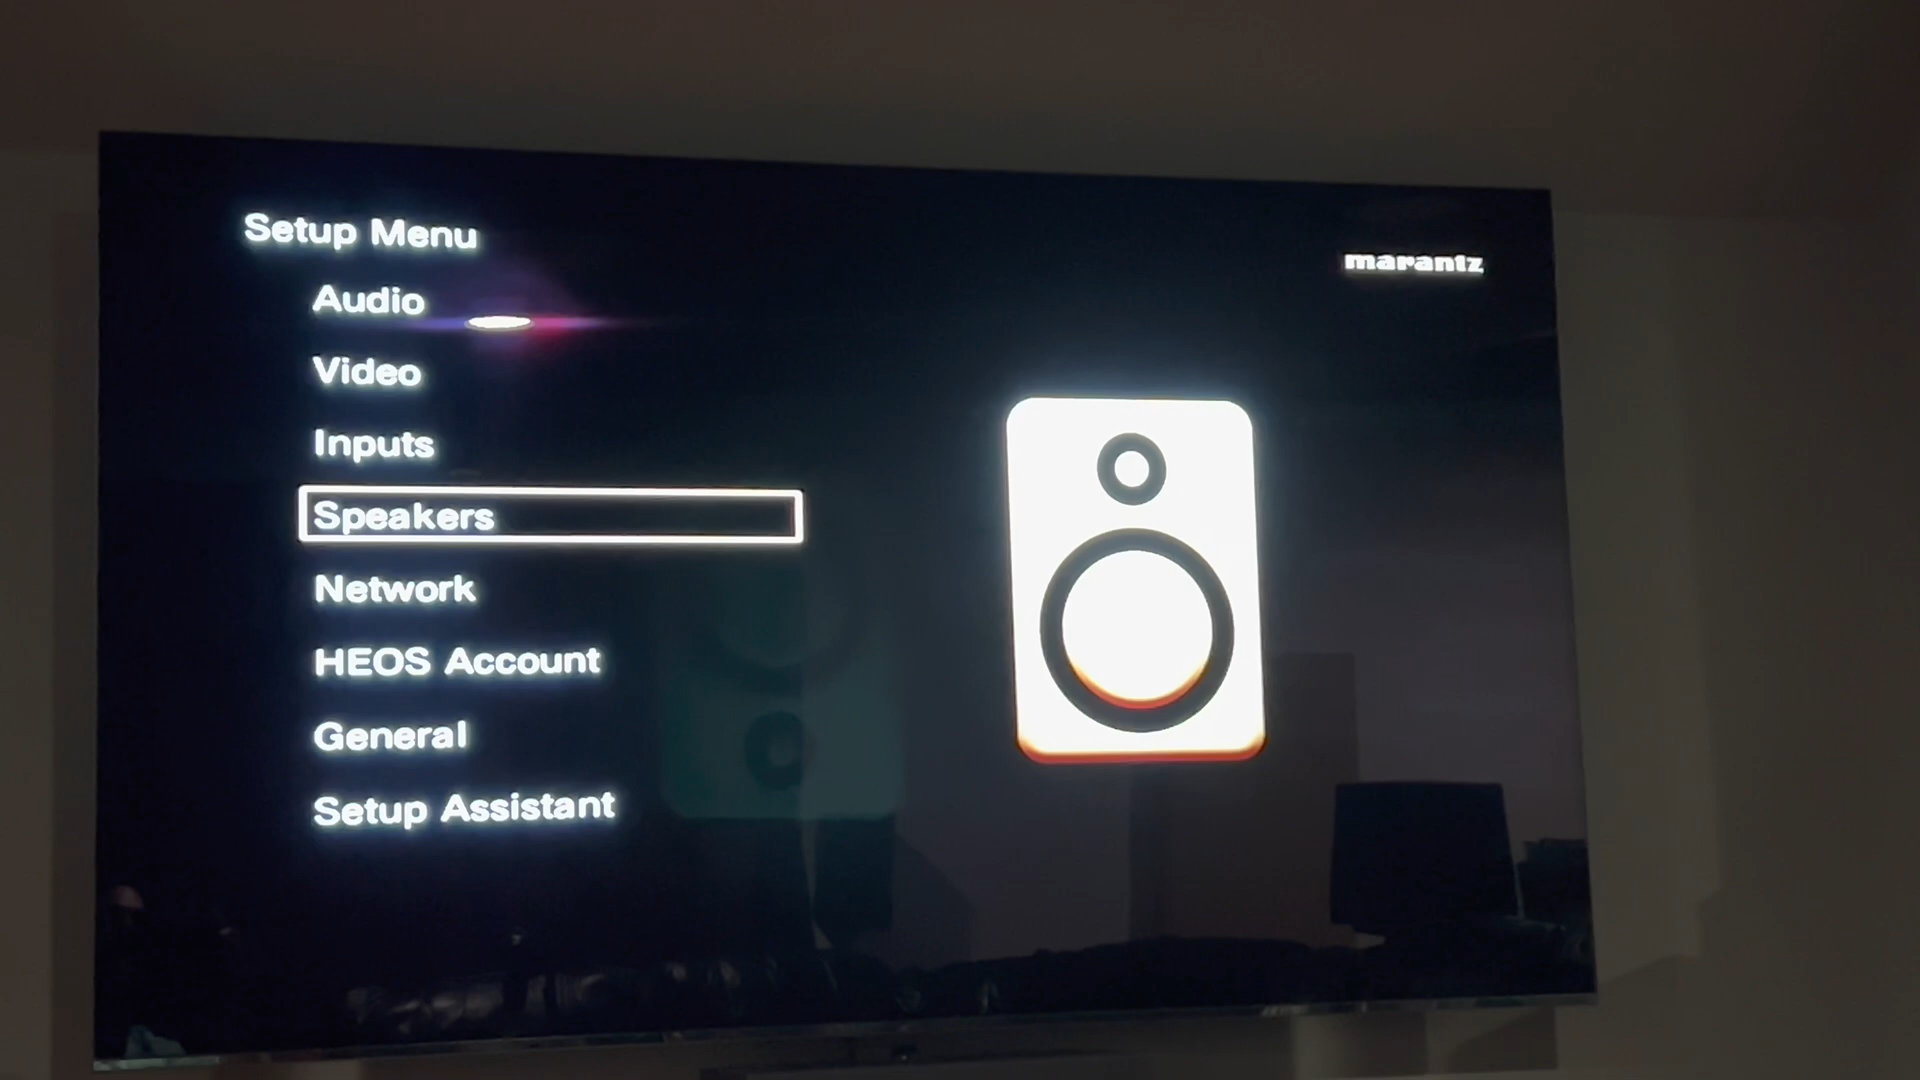 Setup Menu
marantz
Audio
Video
Inputs
Speakers
Network
HEOS Account
General
Setup Assistant